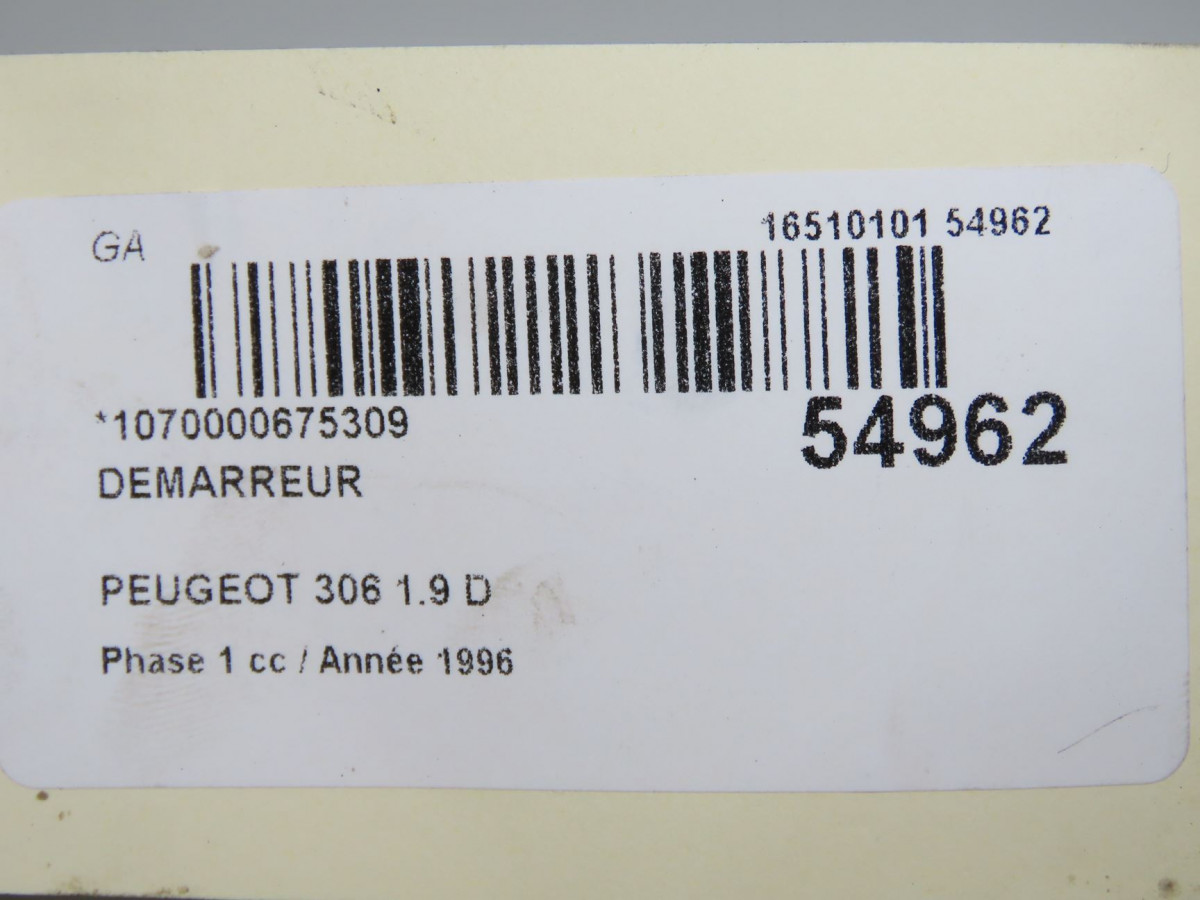 GA
16510101 54962
*1070000675309
54962
DEMARREUR
PEUGEOT 306 1.9 D
Phase 1 cc / Année 1996